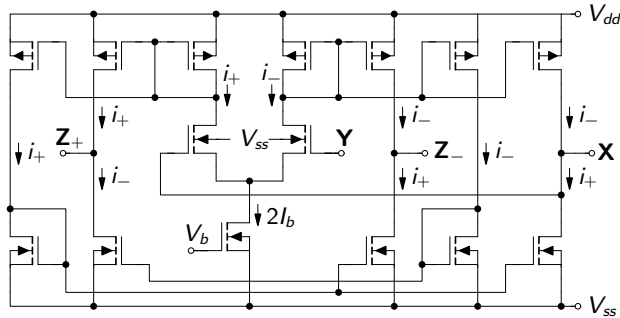 V_dd
i_+
i_-
i_+
i_-
i_-
Z_+
i_+
V_ss
Y
Z_-
i_-
X
i_-
i_+
i_+
2I_b
V_b
V_ss